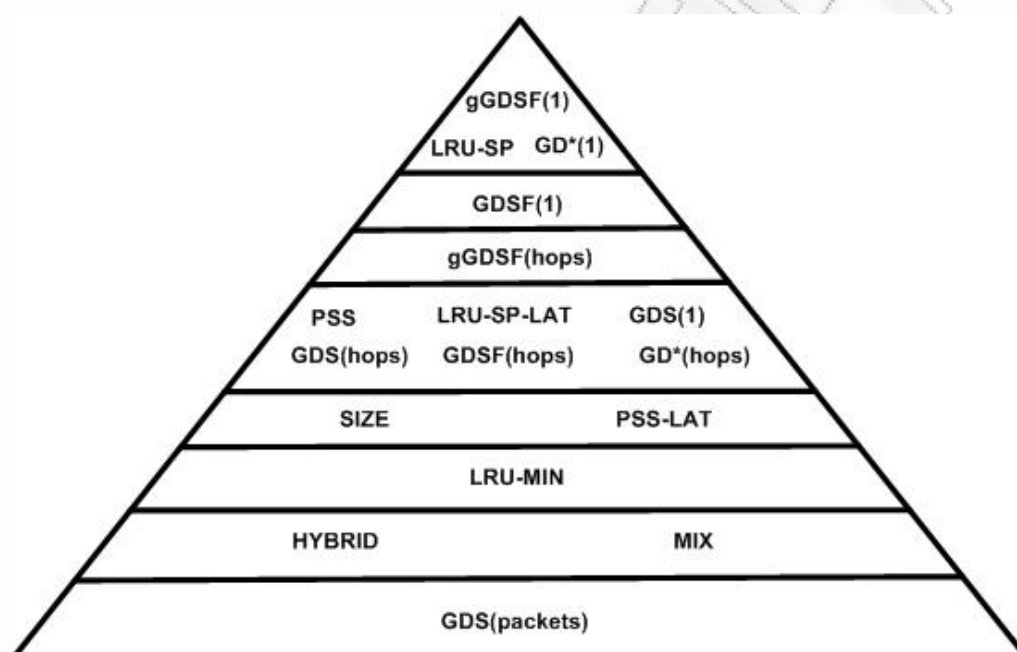 gGDSF(1)
LRU-SP GD*(1)
GDSF(1)
gGDSF(hops)
PSS LRU-SP-LAT GDS(1)
GDS(hops) GDSF(hops) GD*(hops)
SIZE PSS-LAT
LRU-MIN
HYBRID MIX
GDS(packets)